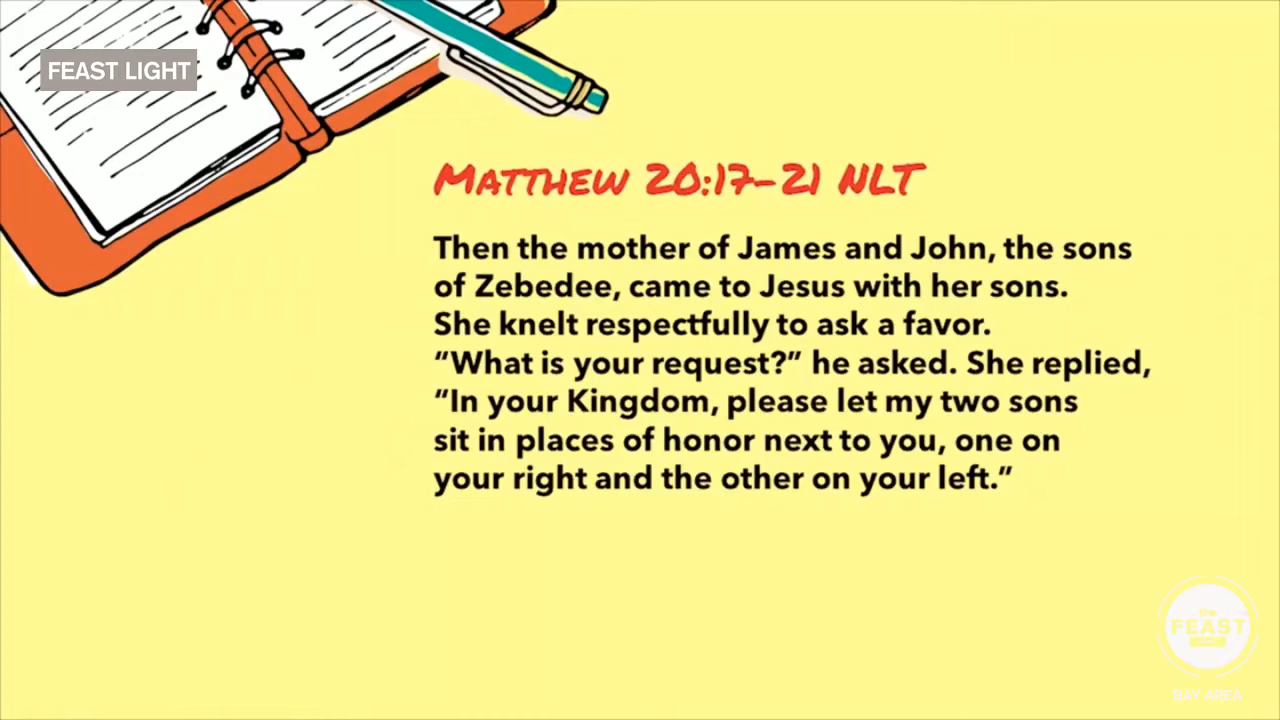 FEAST LIGHT
MATTHEW 20:17-21 NLT
Then the mother of James and John, the sons
of Zebedee, came to Jesus with her sons.
She knelt respectfully to ask a favor.
“What is your request?” he asked. She replied,
“In your Kingdom, please let my two sons
sit in places of honor next to you, one on
your right and the other on your left.”
The
FEAST
BAY AREA